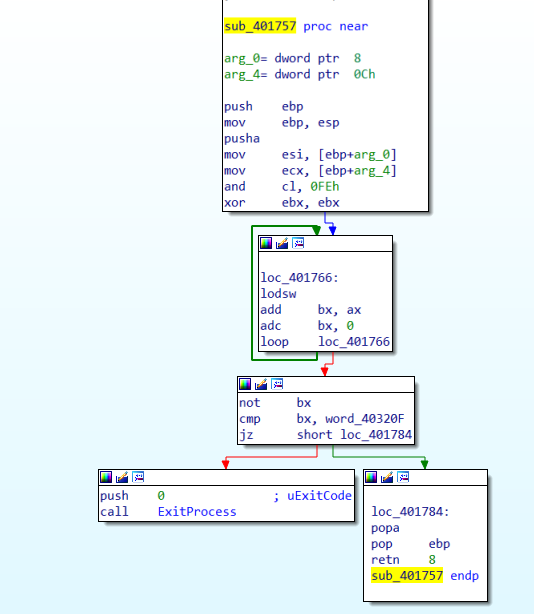 sub_401757 proc near
arg_0= dword ptr  8
arg_4= dword ptr  0Ch
push    ebp
mov     ebp, esp
pusha
mov     esi, [ebp+arg_0]
mov     ecx, [ebp+arg_4]
and     cl, 0FEh
xor     ebx, ebx
loc_401766:
lodsw
add     bx, ax
adc     bx, 0
loop    loc_401766
not     bx
cmp     bx, word_40320F
jz      short loc_401784
push    0               ; uExitCode
call    ExitProcess
loc_401784:
popa
pop     ebp
retn    8
sub_401757 endp